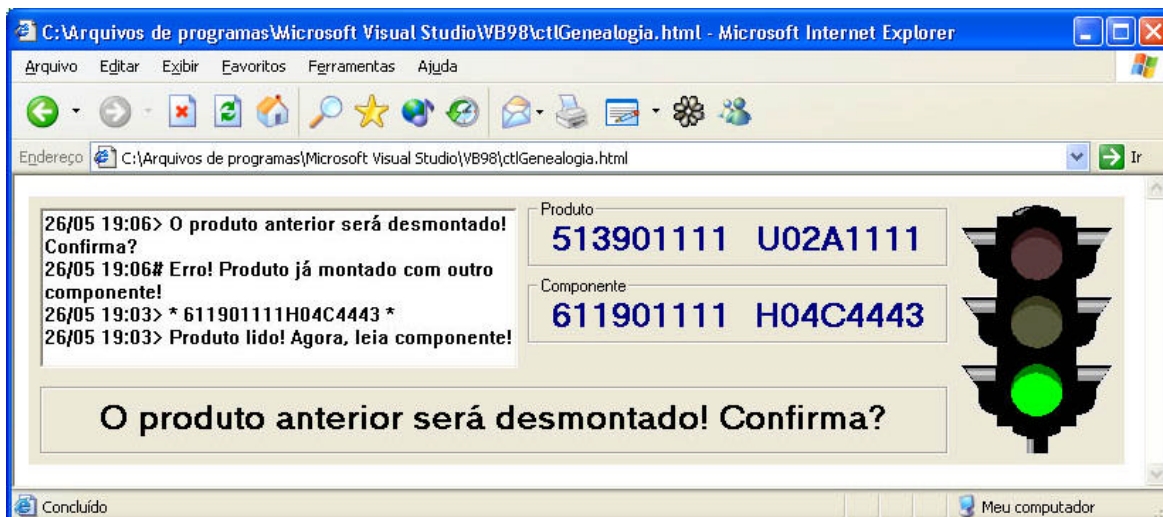 C:\Arquivos de programas\Microsoft Visual Studio\VB98\ctlGenealogia.html - Microsoft Internet Explorer
Arquivo Editar Exibir Favoritos Ferramentas Ajuda
Endereço C:\Arquivos de programas\Microsoft Visual Studio\VB98\ctlGenealogia.html Ir
26/05 19:06> O produto anterior será desmontado!
Confirma?
26/05 19:06# Erro! Produto já montado com outro
componente!
26/05 19:03> * 611901111H04C4443 *
26/05 19:03> Produto lido! Agora, leia componente!
Produto
513901111 U02A1111
Componente
611901111 H04C4443
O produto anterior será desmontado! Confirma?
Concluído Meu computador